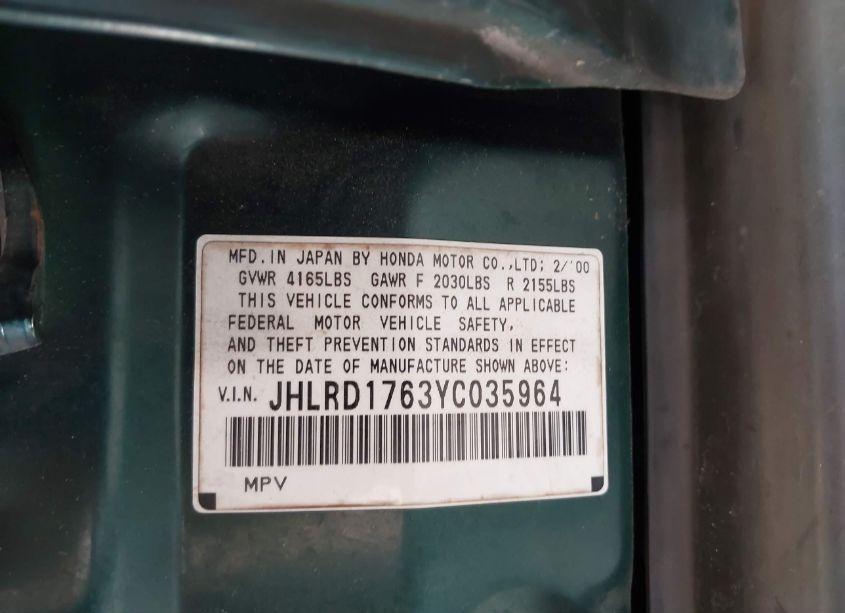 MFD. IN JAPAN BY HONDA MOTOR CO.,LTD; 2/'00
GVWR 4165LBS GAWR F 2030LBS R 2155LBS
THIS VEHICLE CONFORMS TO ALL APPLICABLE
FEDERAL MOTOR VEHICLE SAFETY,
AND THEFT PREVENTION STANDARDS IN EFFECT
ON THE DATE OF MANUFACTURE SHOWN ABOVE:
V.I.N. JHLRD1763YC035964
MPV